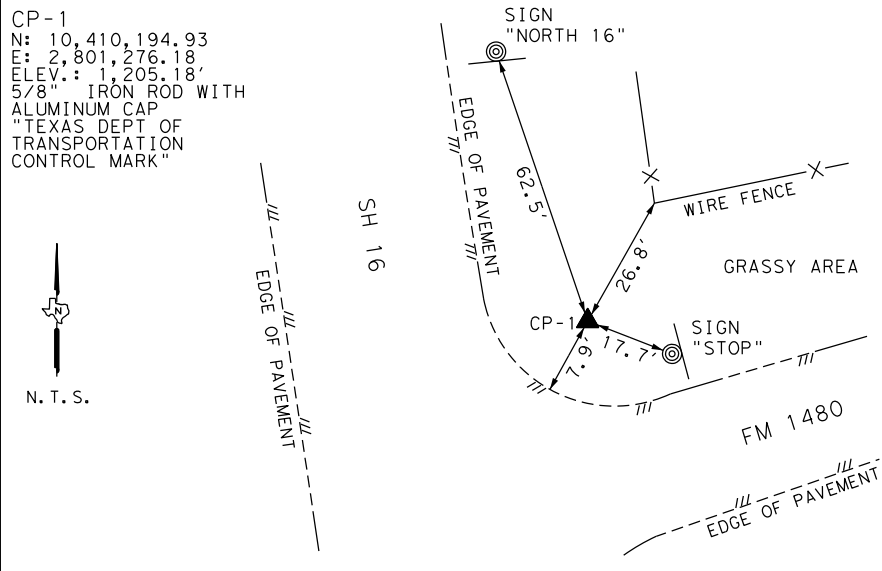 CP-1
N: 10,410,194.93
E: 2,801,276.18
ELEV.: 1,205.18'
5/8" IRON ROD WITH
ALUMINUM CAP
"TEXAS DEPT OF
TRANSPORTATION
CONTROL MARK"
SIGN
"NORTH 16"
EDGE OF PAVEMENT
62.5'
WIRE FENCE
SH 16
26.8'
GRASSY AREA
EDGE OF PAVEMENT
N
N.T.S.
CP-1
7.9'
17.7'
SIGN
"STOP"
FM 1480
EDGE OF PAVEMENT